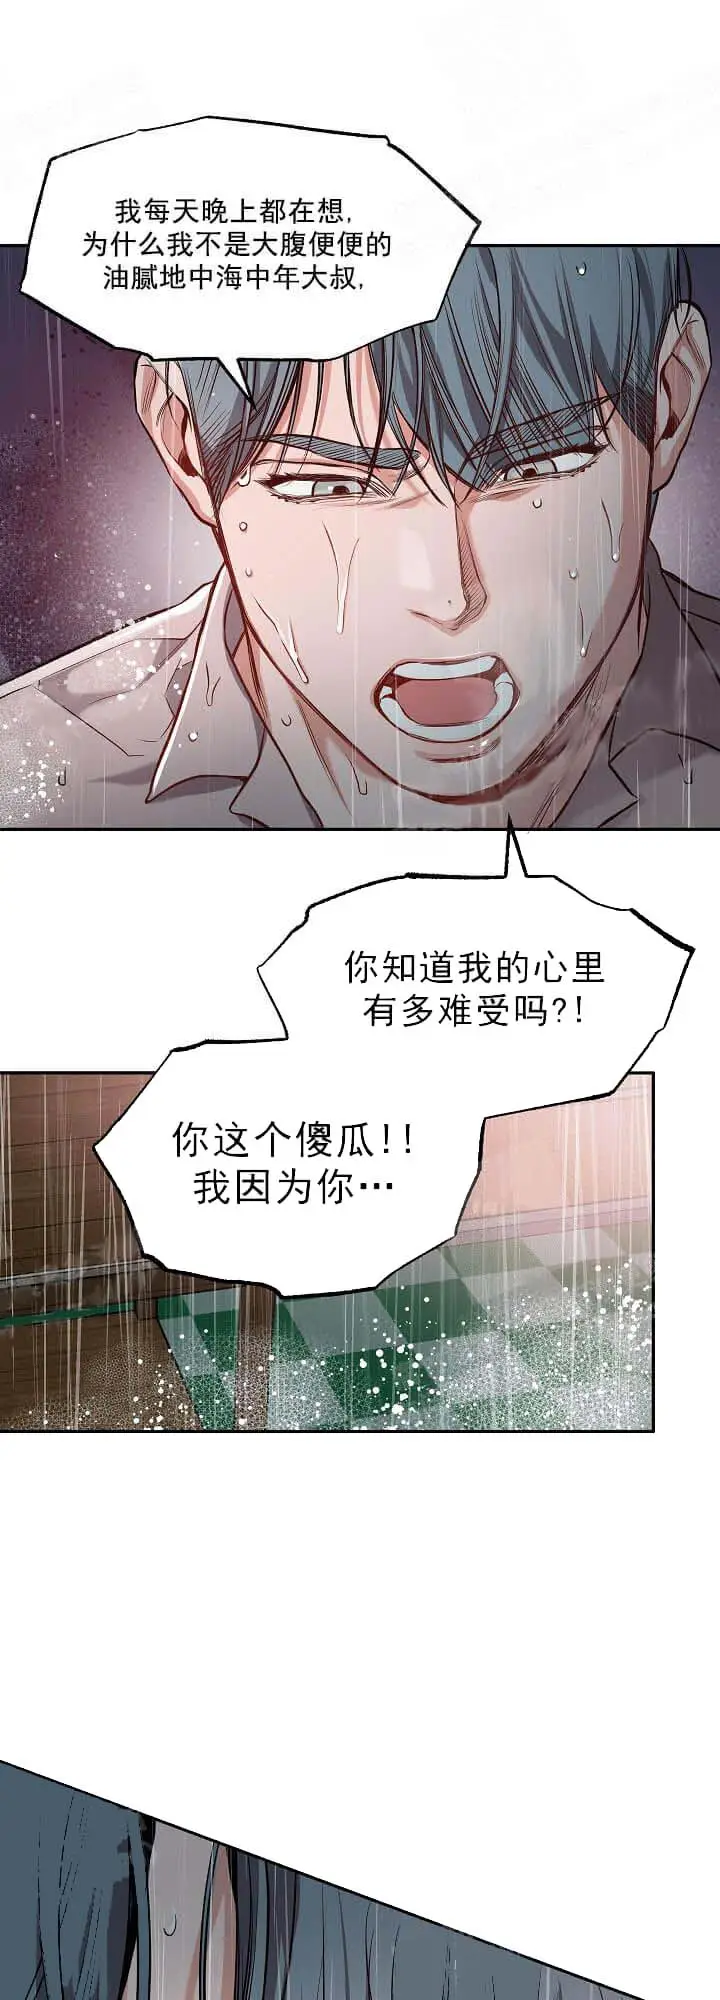 我每天晚上都在想,
为什么我不是大腹便便的
油腻地中海中年大叔,
你知道我的心里
有多难受吗?!
你这个傻瓜!!
我因为你…